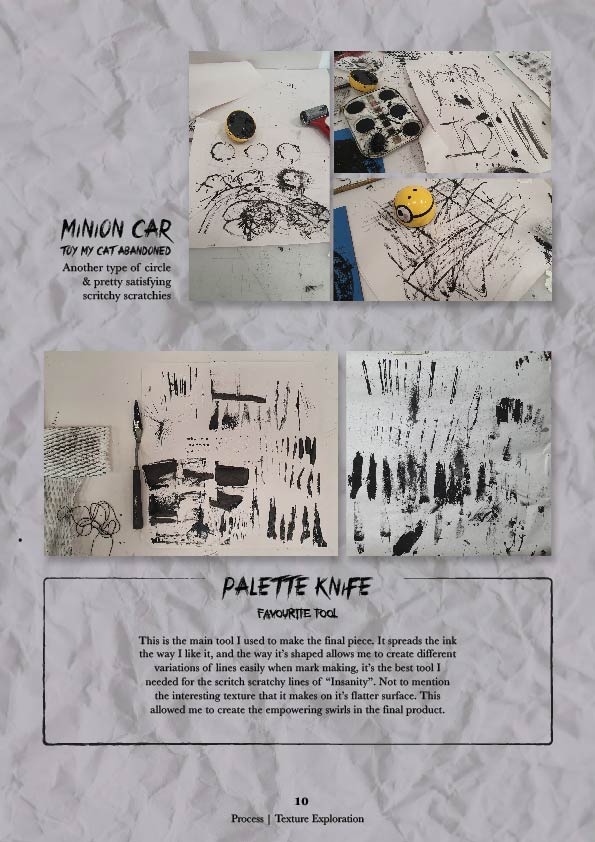 MINION CAR
TOY MY CAT ABANDONED
Another type of circle
& pretty satisfying
scritchy scratchies
PALETTE KNIFE
FAVOURITE TOOL
This is the main tool I used to make the final piece. It spreads the ink
the way I like it, and the way it's shaped allows me to create different
variations of lines easily when mark making, it's the best tool I
needed for the scritch scratchy lines of “Insanity”. Not to mention
the interesting texture that it makes on it's flatter surface. This
allowed me to create the empowering swirls in the final product.
10
Process | Texture Exploration